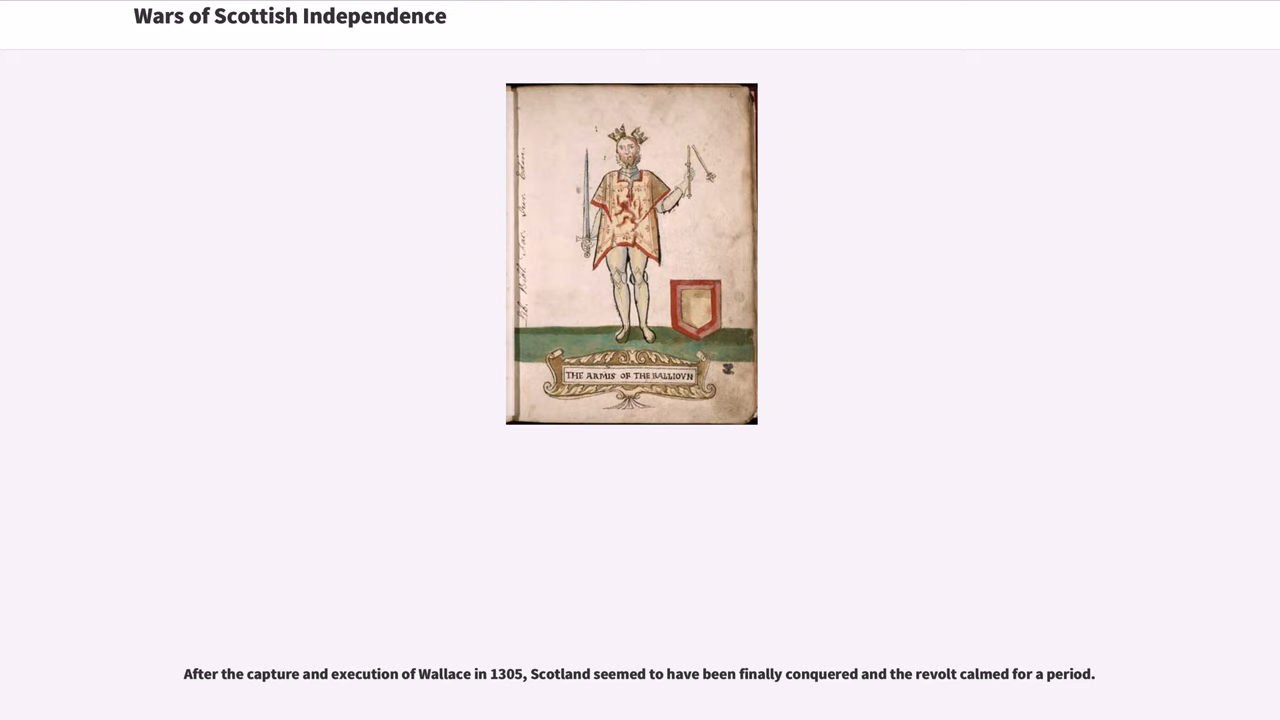 Wars of Scottish Independence
THE ARMIS OF THE BALLIOVN
After the capture and execution of Wallace in 1305, Scotland seemed to have been finally conquered and the revolt calmed for a period.